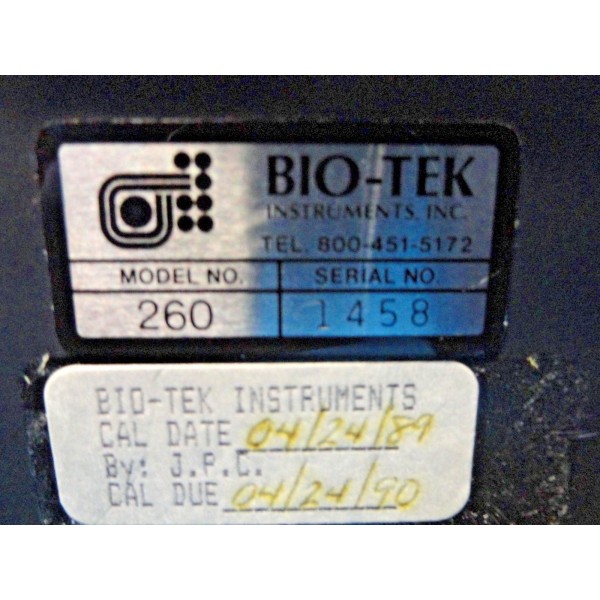 BIO-TEK
INSTRUMENTS, INC.
TEL. 800-451-5172
MODEL NO. SERIAL NO.
260 1458
BIO-TEK INSTRUMENTS
CAL DATE 04/24/89
By: J.P.C.
CAL DUE 04/24/90